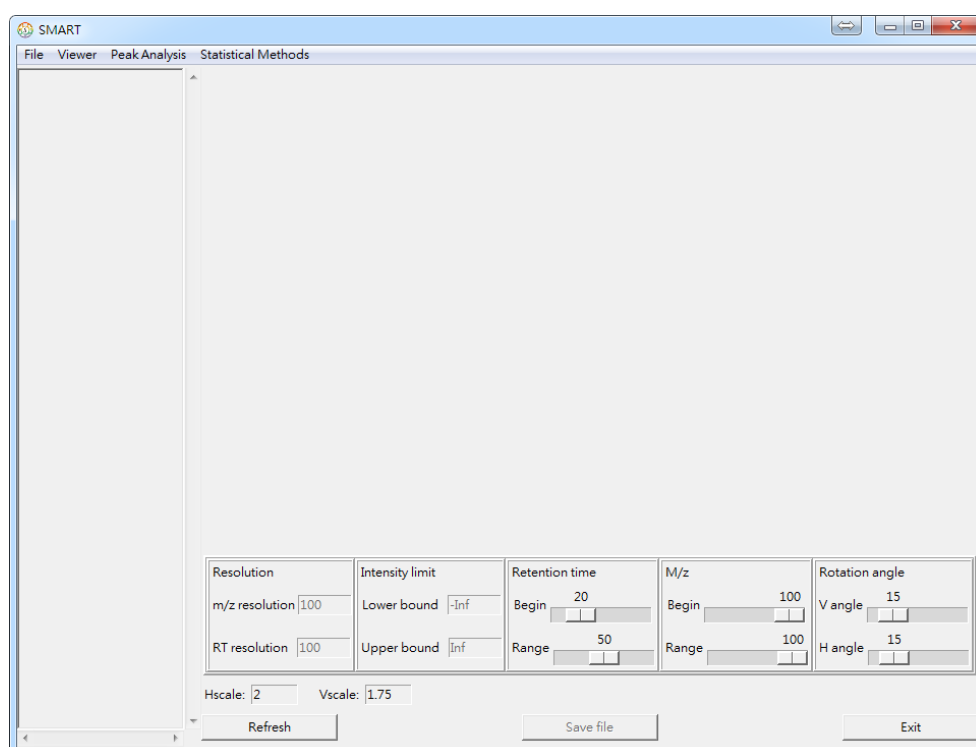 SMART
File Viewer Peak Analysis Statistical Methods
Resolution Intensity limit Retention time M/z Rotation angle
m/z resolution 100 Lower bound -Inf Begin 20 Begin 100 V angle 15
RT resolution 100 Upper bound Inf Range 50 Range 100 H angle 15
Hscale: 2 Vscale: 1.75
Refresh Save file Exit